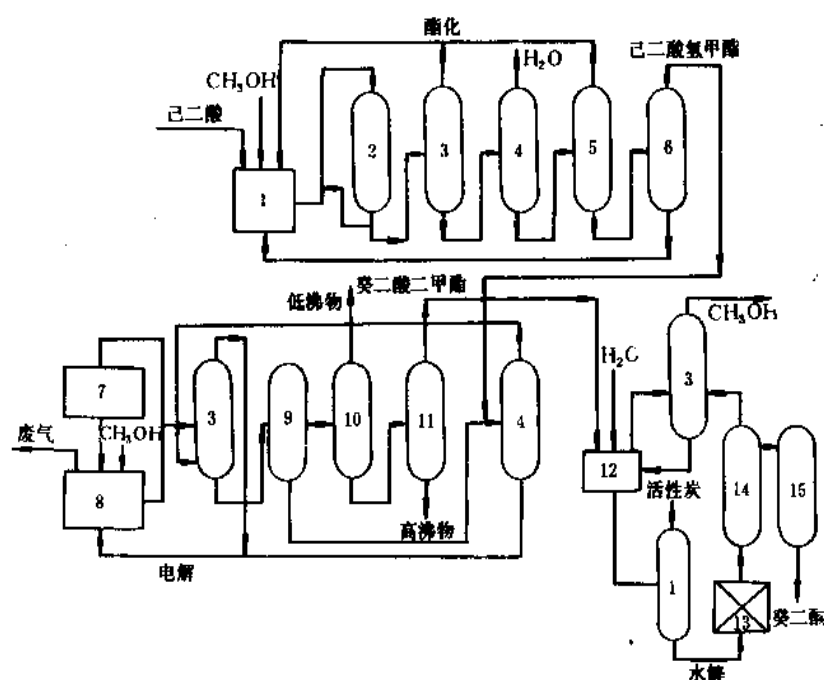 酯化
H₂O
己二酸氢甲酯
CH₃OH
己二酸
1
2
3
4
5
6
癸二酸二甲酯
低沸物
CH₃OH
H₂O
7
3
9
10
11
4
3
废气
CH₃OH
8
12
活性炭
14
15
高沸物
电解
1
13
癸二酸
水解